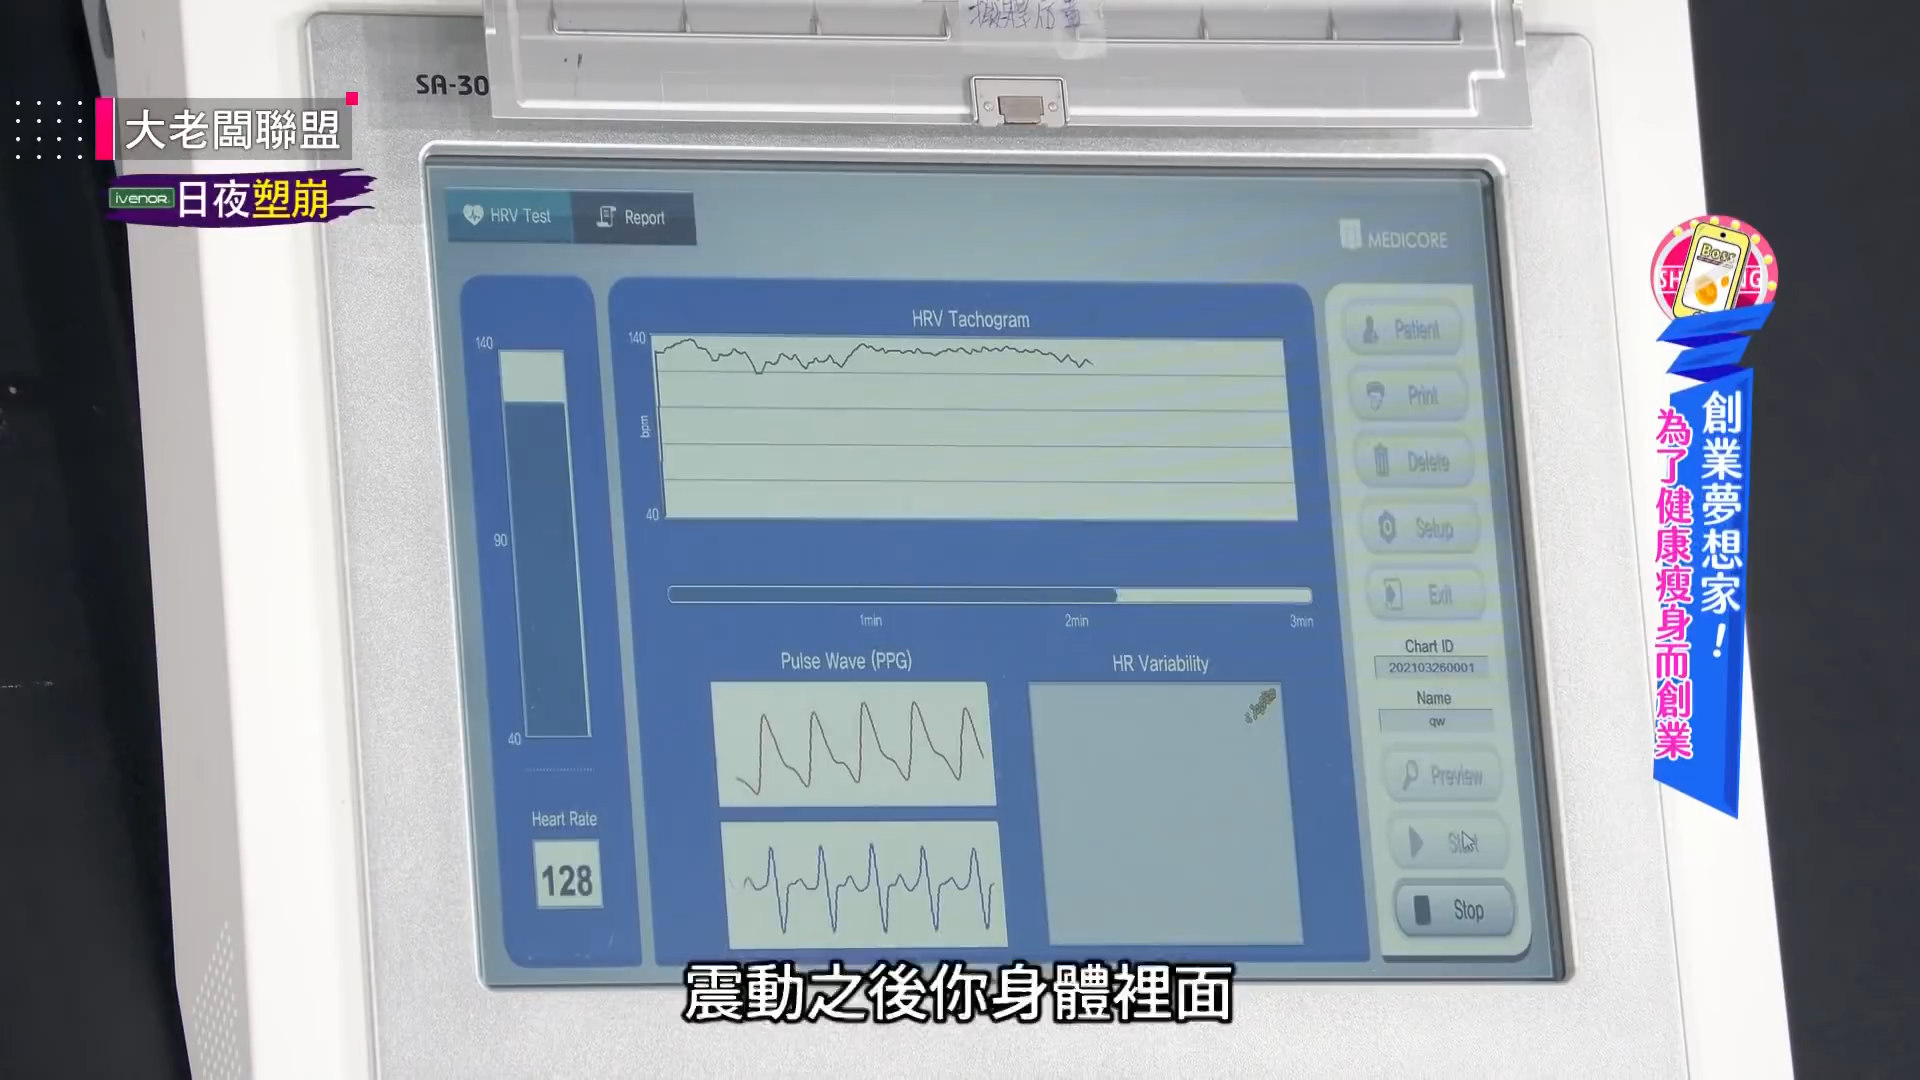 SA-30
大老闆聯盟
ivenor 日夜塑崩
HRV Test
Report
MEDICORE
HRV Tachogram
140
bpm
40
140
90
40
1min
2min
3min
Pulse Wave (PPG)
HR Variability
Heart Rate
128
Patient
Print
Delete
Setup
Exit
Chart ID
202103260001
Name
qw
Preview
Start
Stop
Boss
創業夢想家！
為了健康瘦身而創業
震動之後你身體裡面